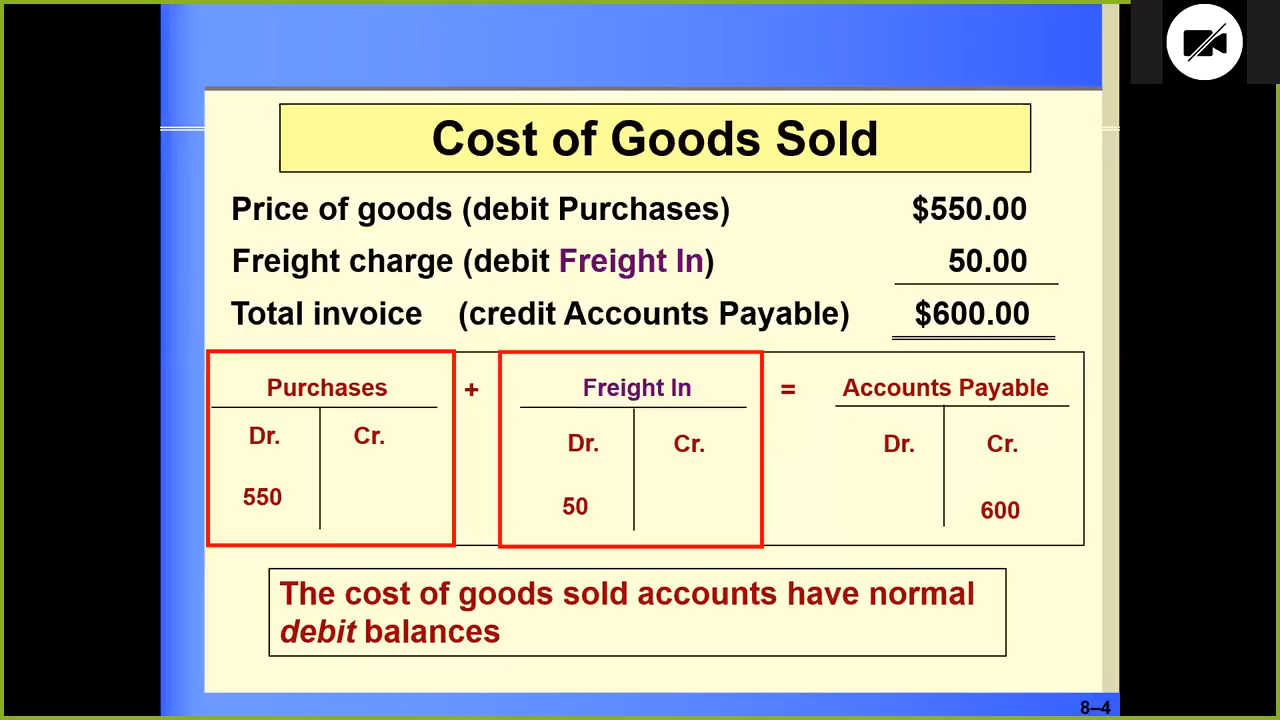 Cost of Goods Sold
Price of goods (debit Purchases) $550.00
Freight charge (debit Freight In) 50.00
Total invoice (credit Accounts Payable) $600.00
Purchases + Freight In = Accounts Payable
Dr. Cr. Dr. Cr. Dr. Cr.
550 50 600
The cost of goods sold accounts have normal
debit balances
8–4